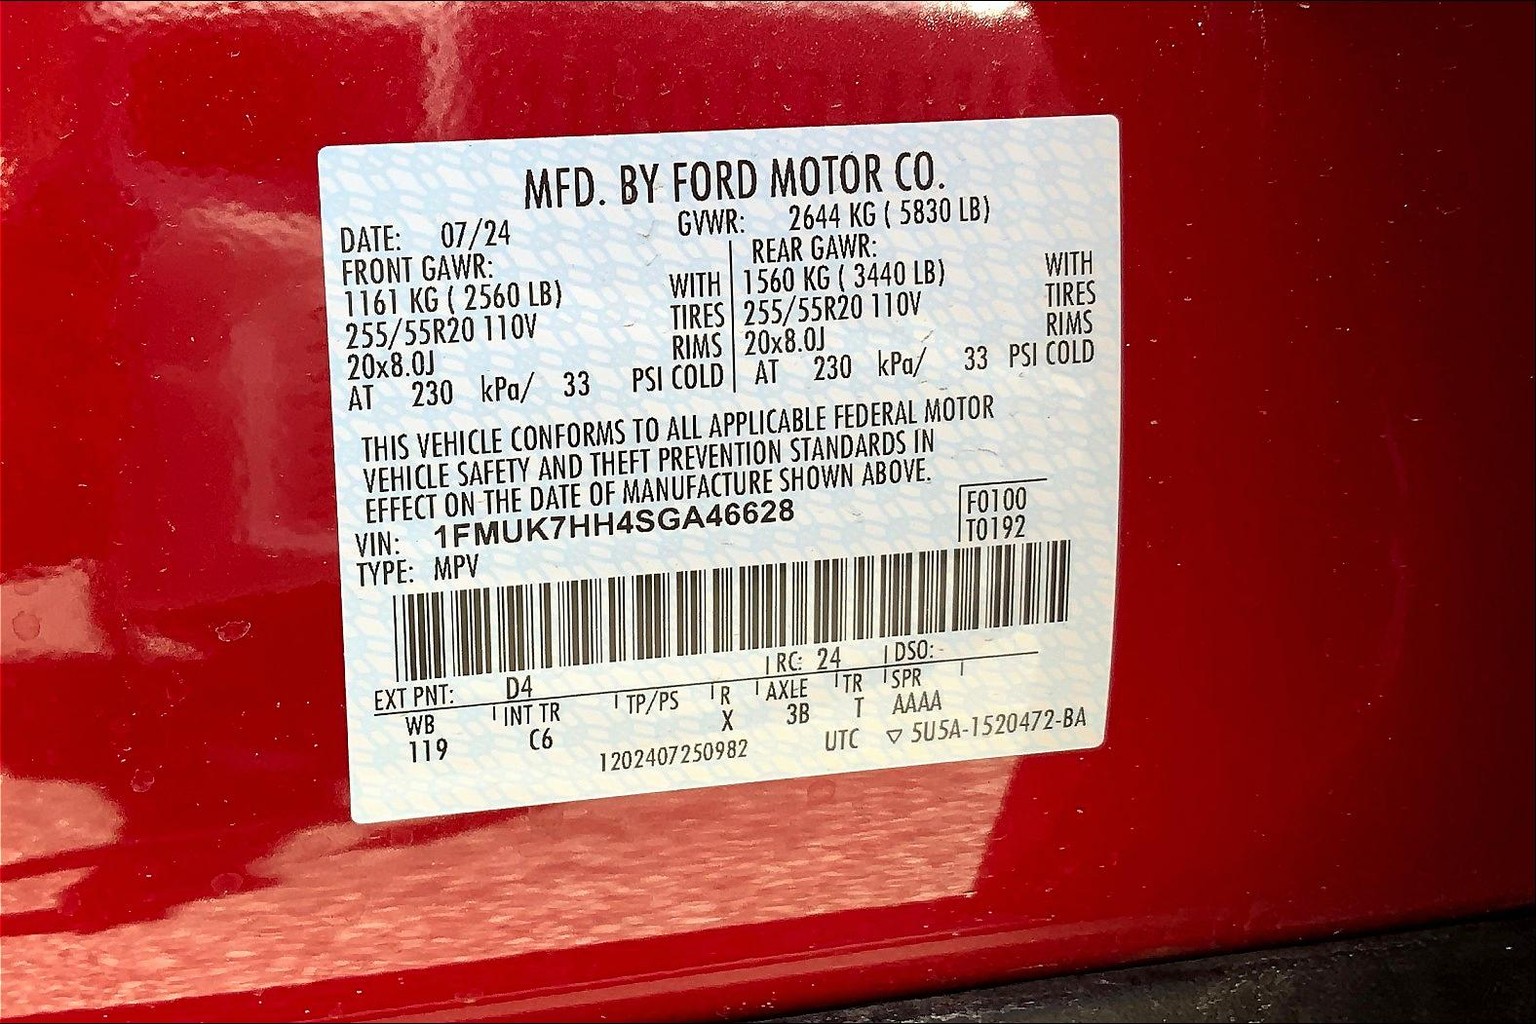 MFD. BY FORD MOTOR CO.
DATE: 07/24 GVWR: 2644 KG ( 5830 LB)
FRONT GAWR: REAR GAWR:
1161 KG ( 2560 LB) WITH 1560 KG ( 3440 LB) WITH
255/55R20 110V TIRES 255/55R20 110V TIRES
20x8.0J RIMS 20x8.0J RIMS
AT 230 kPa/ 33 PSI COLD AT 230 kPa/ 33 PSI COLD
THIS VEHICLE CONFORMS TO ALL APPLICABLE FEDERAL MOTOR
VEHICLE SAFETY AND THEFT PREVENTION STANDARDS IN
EFFECT ON THE DATE OF MANUFACTURE SHOWN ABOVE.
VIN: 1FMUK7HH4SGA46628 F0100
TYPE: MPV T0192
EXT PNT: D4 RC: 24 DSO: -
WB INT TR TP/PS R AXLE TR SPR
119 C6 X 3B T AAAA
1202407250982 UTC ▽ 5U5A-1520472-BA